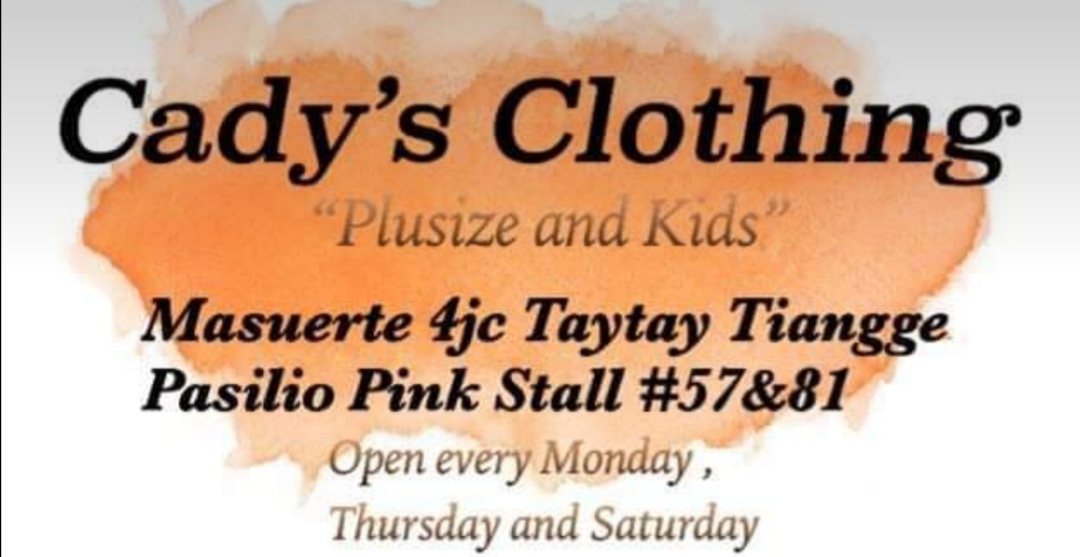 Cady's Clothing
"Plusize and Kids"
Masuerte 4jc Taytay Tiangge
Pasilio Pink Stall #57&81
Open every Monday ,
Thursday and Saturday